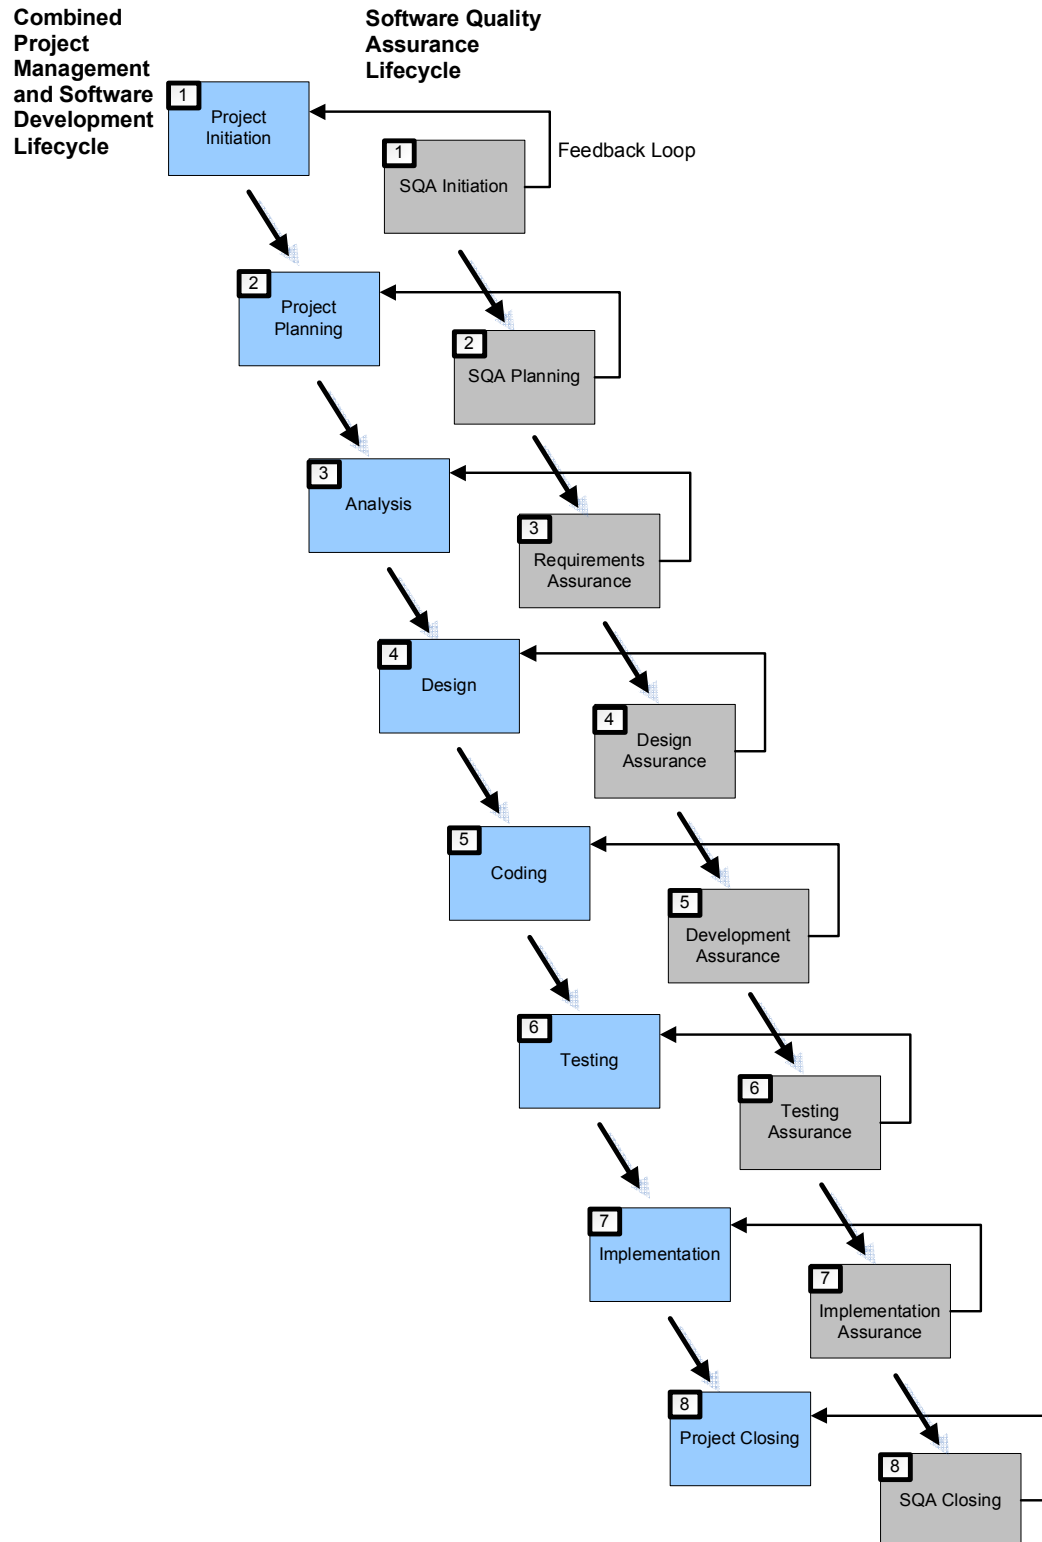 Combined
Project
Management
and Software
Development
Lifecycle
Software Quality
Assurance
Lifecycle
1
Project
Initiation
1
SQA Initiation
Feedback Loop
2
Project
Planning
2
SQA Planning
3
Analysis
3
Requirements
Assurance
4
Design
4
Design
Assurance
5
Coding
5
Development
Assurance
6
Testing
6
Testing
Assurance
7
Implementation
7
Implementation
Assurance
8
Project Closing
8
SQA Closing